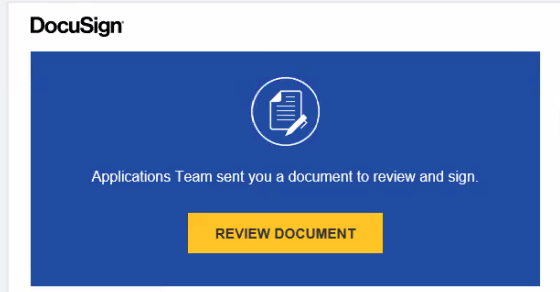 DocuSign
Applications Team sent you a document to review and sign.
REVIEW DOCUMENT